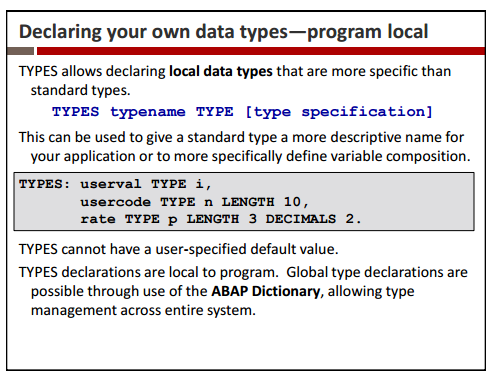 Declaring your own data types—program local
TYPES allows declaring local data types that are more specific than
standard types.
TYPES typename TYPE [type specification]
This can be used to give a standard type a more descriptive name for
your application or to more specifically define variable composition.
TYPES: userval TYPE i,
usercode TYPE n LENGTH 10,
rate TYPE p LENGTH 3 DECIMALS 2.
TYPES cannot have a user-specified default value.
TYPES declarations are local to program. Global type declarations are
possible through use of the ABAP Dictionary, allowing type
management across entire system.